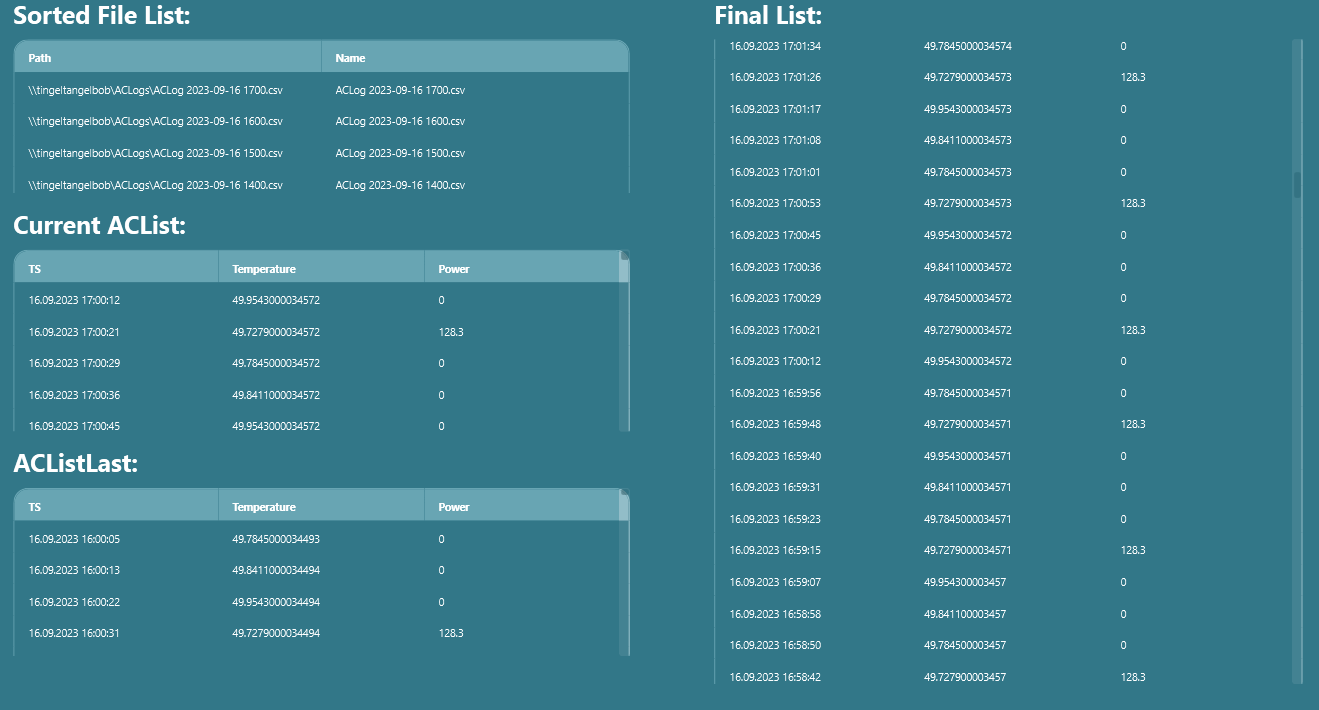 Sorted File List:
Path Name
\\tingeltangelbob\ACLogs\ACLog 2023-09-16 1700.csv ACLog 2023-09-16 1700.csv
\\tingeltangelbob\ACLogs\ACLog 2023-09-16 1600.csv ACLog 2023-09-16 1600.csv
\\tingeltangelbob\ACLogs\ACLog 2023-09-16 1500.csv ACLog 2023-09-16 1500.csv
\\tingeltangelbob\ACLogs\ACLog 2023-09-16 1400.csv ACLog 2023-09-16 1400.csv
Current ACList:
TS Temperature Power
16.09.2023 17:00:12 49.9543000034572 0
16.09.2023 17:00:21 49.7279000034572 128.3
16.09.2023 17:00:29 49.7845000034572 0
16.09.2023 17:00:36 49.8411000034572 0
16.09.2023 17:00:45 49.9543000034572 0
ACListLast:
TS Temperature Power
16.09.2023 16:00:05 49.7845000034493 0
16.09.2023 16:00:13 49.8411000034494 0
16.09.2023 16:00:22 49.9543000034494 0
16.09.2023 16:00:31 49.7279000034494 128.3
Final List:
16.09.2023 17:01:34 49.7845000034574 0
16.09.2023 17:01:26 49.7279000034573 128.3
16.09.2023 17:01:17 49.9543000034573 0
16.09.2023 17:01:08 49.8411000034573 0
16.09.2023 17:01:01 49.7845000034573 0
16.09.2023 17:00:53 49.7279000034573 128.3
16.09.2023 17:00:45 49.9543000034572 0
16.09.2023 17:00:36 49.8411000034572 0
16.09.2023 17:00:29 49.7845000034572 0
16.09.2023 17:00:21 49.7279000034572 128.3
16.09.2023 17:00:12 49.9543000034572 0
16.09.2023 16:59:56 49.7845000034571 0
16.09.2023 16:59:48 49.7279000034571 128.3
16.09.2023 16:59:40 49.9543000034571 0
16.09.2023 16:59:31 49.8411000034571 0
16.09.2023 16:59:23 49.7845000034571 0
16.09.2023 16:59:15 49.7279000034571 128.3
16.09.2023 16:59:07 49.954300003457 0
16.09.2023 16:58:58 49.841100003457 0
16.09.2023 16:58:50 49.784500003457 0
16.09.2023 16:58:42 49.727900003457 128.3